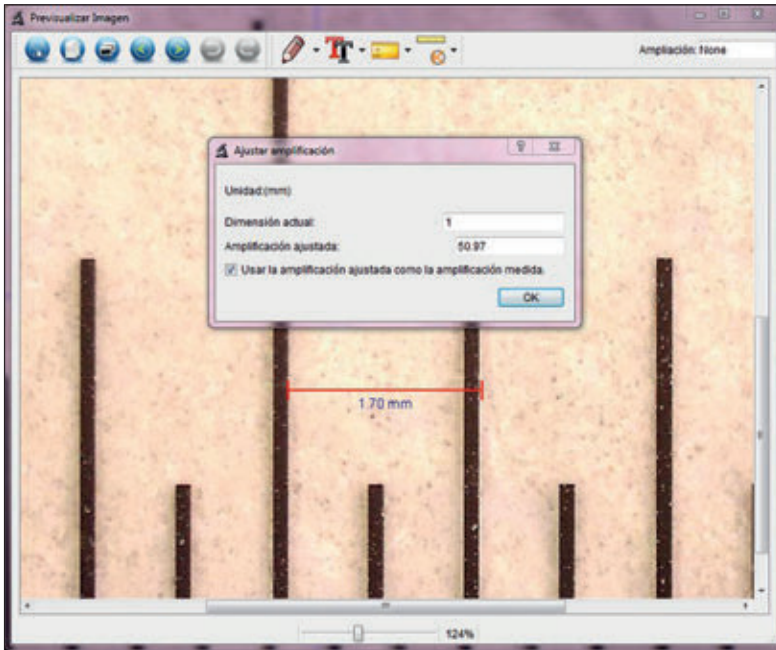 Previsualizar Imagen
Ampliación: None
Ajustar amplificación
Unidad:(mm)
Dimensión actual: 1
Amplificación ajustada: 50.97
Usar la amplificación ajustada como la amplificación medida.
OK
1.70 mm
124%